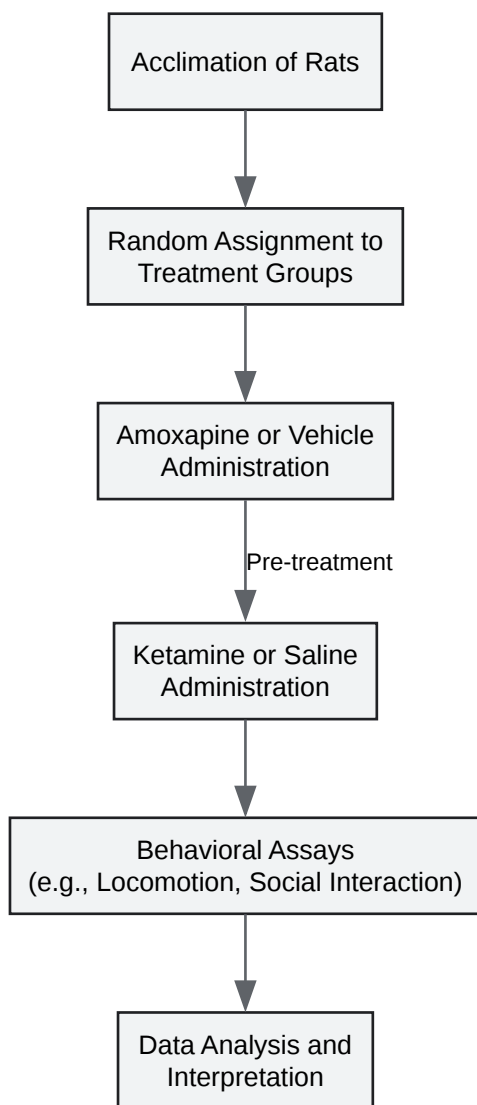 Acclimation of Rats
Random Assignment to
Treatment Groups
Amoxapine or Vehicle
Administration
Pre-treatment
Ketamine or Saline
Administration
Behavioral Assays
(e.g., Locomotion, Social Interaction)
Data Analysis and
Interpretation